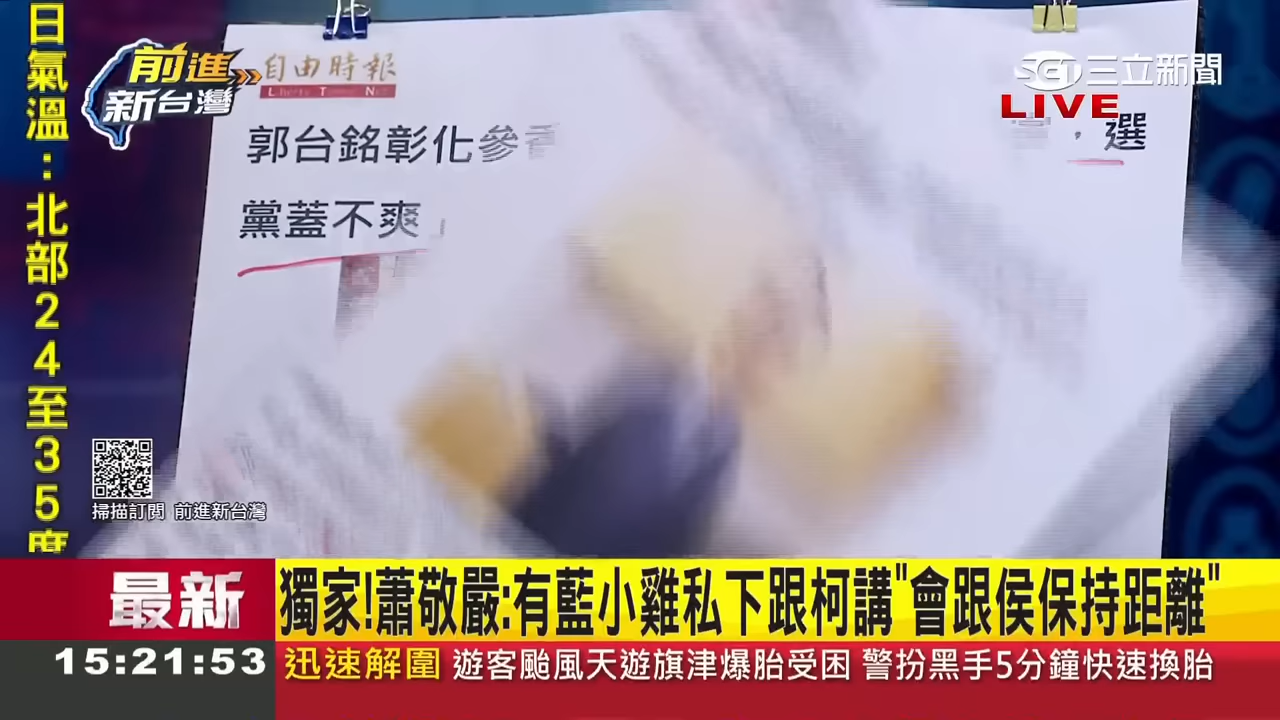 日氣溫：北部24至35度
前進
新台灣
自由時報
Liberty Times Net
SET 三立新聞
LIVE
郭台銘彰化參香
，選
黨蓋不爽
掃描訂閱 前進新台灣
最新
獨家!蕭敬嚴:有藍小雞私下跟柯講"會跟侯保持距離"
15:21:53
迅速解圍 遊客颱風天遊旗津爆胎受困 警扮黑手5分鐘快速換胎